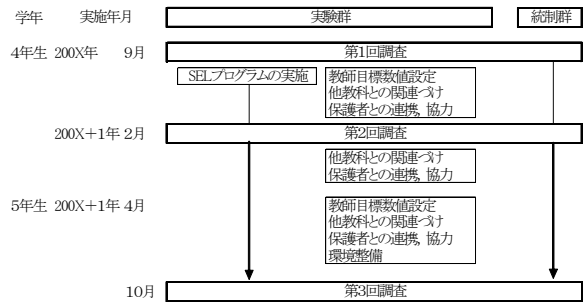 学年 実施年月 実験群 統制群
4年生 200X年 9月 第1回調査
SELプログラムの実施 教師目標数値設定
他教科との関連づけ
保護者との連携,協力
200X+1年 2月 第2回調査
他教科との関連づけ
保護者との連携,協力
5年生 200X+1年 4月 教師目標数値設定
他教科との関連づけ
保護者との連携,協力
環境整備
10月 第3回調査